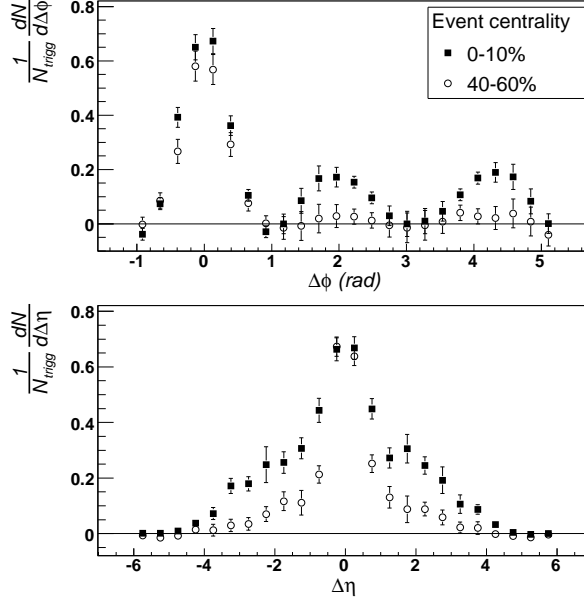 1/N_trigg dN/dΔϕ
0.8
0.6
0.4
0.2
0
Event centrality
0-10%
40-60%
-1 0 1 2 3 4 5
Δϕ (rad)
1/N_trigg dN/dΔη
0.8
0.6
0.4
0.2
0
-6 -4 -2 0 2 4 6
Δη